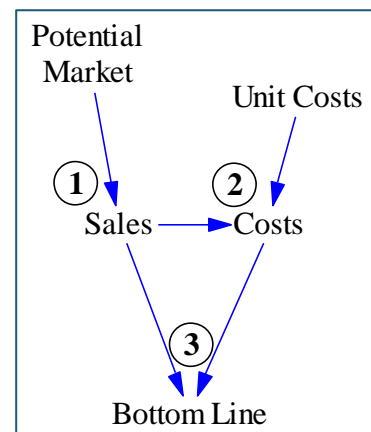 Potential
Market
Unit Costs
1
2
Sales
Costs
3
Bottom Line